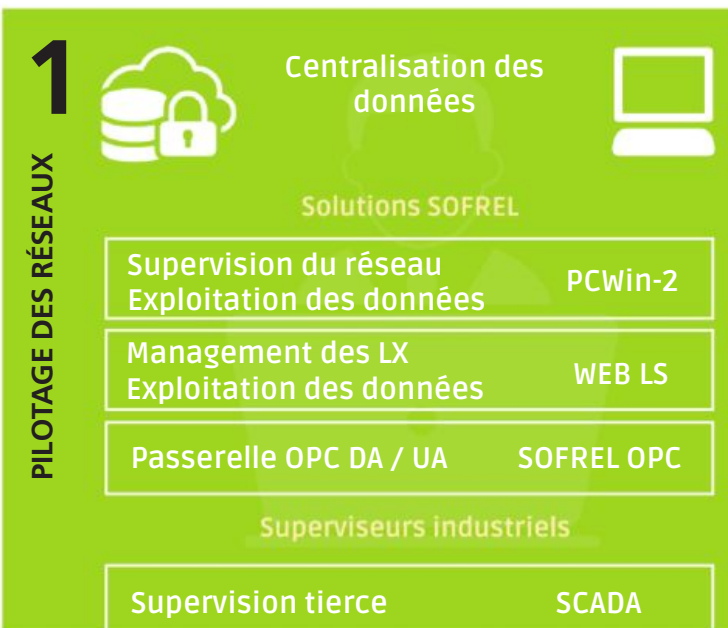 1
PILOTAGE DES RÉSEAUX
Centralisation des
données
Solutions SOFREL
Supervision du réseau
Exploitation des données
PCWin-2
Management des LX
Exploitation des données
WEB LS
Passerelle OPC DA / UA
SOFREL OPC
Superviseurs industriels
Supervision tierce
SCADA